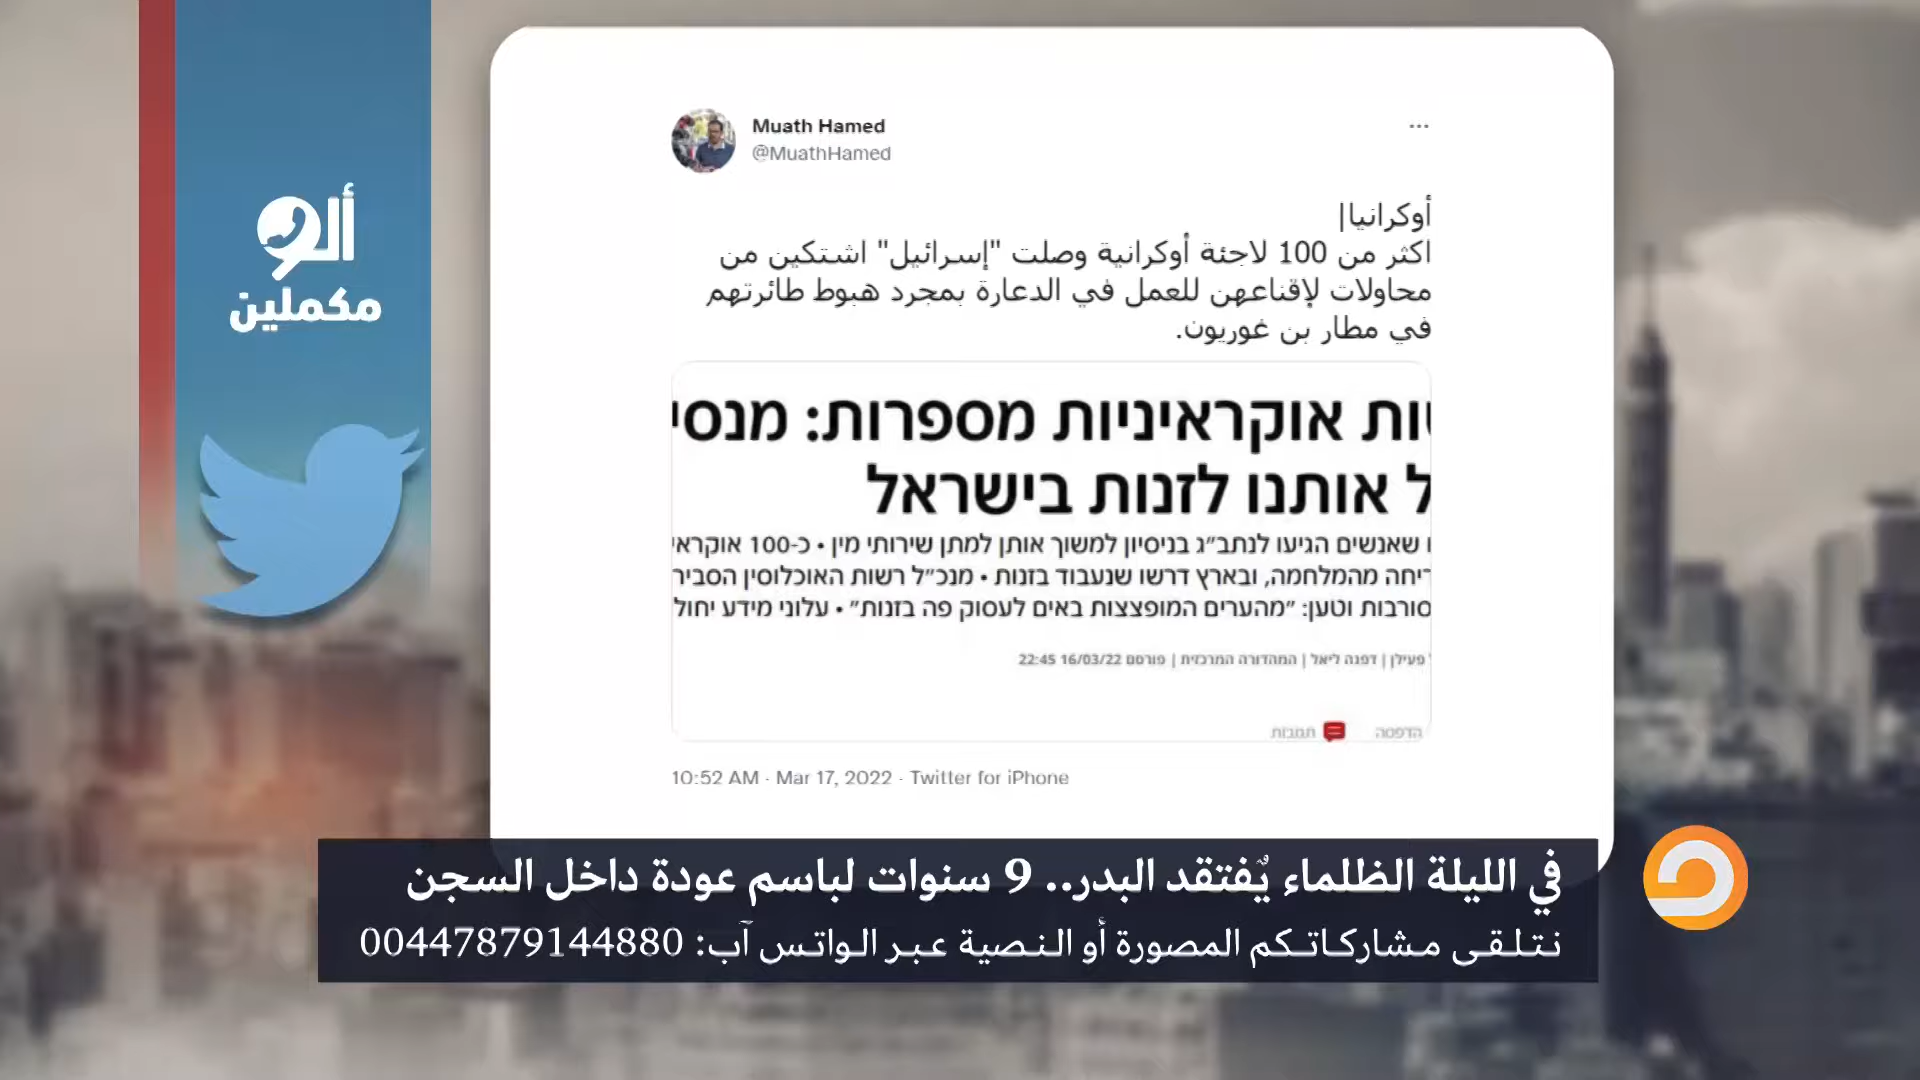 ألو
مكملين
Muath Hamed
@MuathHamed
أوكرانيا|
اكثر من 100 لاجئة أوكرانية وصلت "إسرائيل" اشتكين من
محاولات لإقناعهن للعمل في الدعارة بمجرد هبوط طائرتهم
في مطار بن غوريون.
ות אוקראיניות מספרות: מנסי
ל אותנו לזנות בישראל
שאנשים הגיעו לנתב״ג בניסיון למשוך אותן למתן שירותי מין • כ-100 אוקראי
ריחה מהמלחמה, ובארץ דרשו שנעבוד בזנות • מנכ״ל רשות האוכלוסין הסביר
סורבות וטען: ״מהערים המופצצות באים לעסוק פה בזנות״ • עלוני מידע יחול
פעילן | דפנה ליאל | המהדורה המרכזית | פורסם 16/03/22 22:45
הדפסה תגובות
10:52 AM · Mar 17, 2022 · Twitter for iPhone
في الليلة الظلماء يُفتقد البدر.. 9 سنوات لباسم عودة داخل السجن
نتلقى مشاركاتكم المصورة أو النصية عبر الواتس آب: 00447879144880